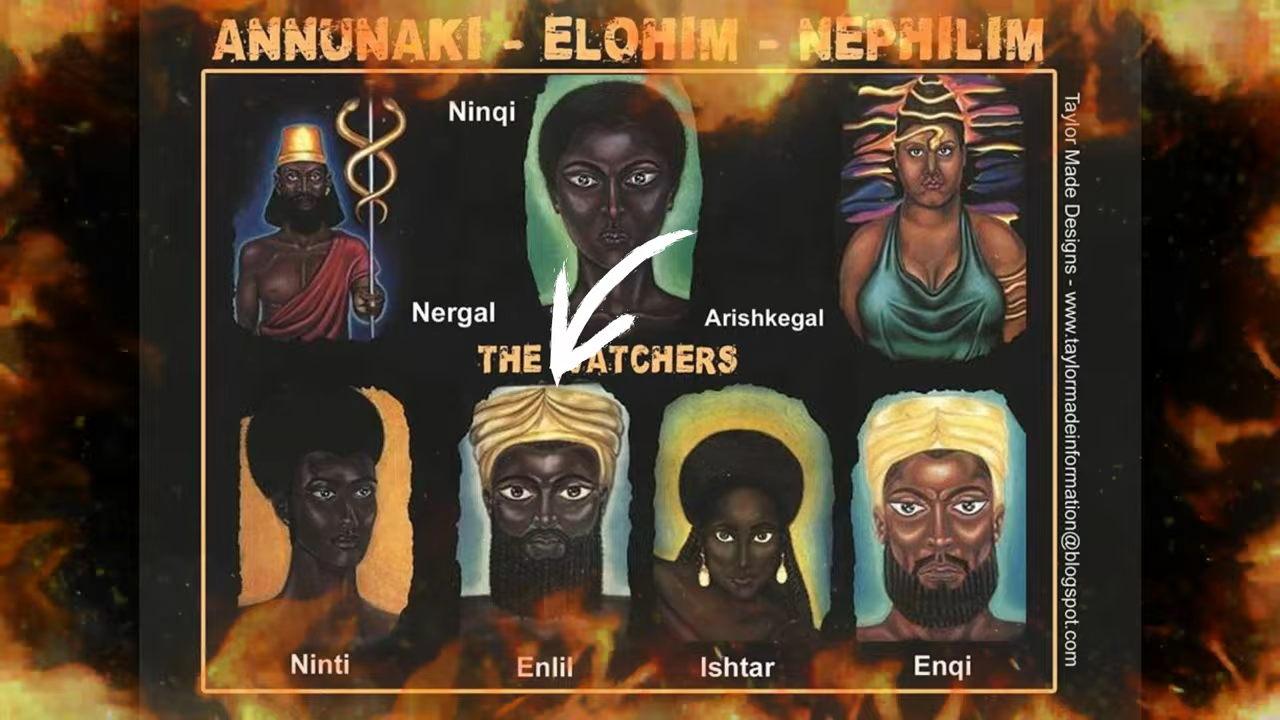 ANNUNAKI - ELOHIM - NEPHILIM
Ninqi
Nergal
Arishkegal
THE WATCHERS
Ninti
Enlil
Ishtar
Enqi
Taylor Made Designs - www.taylormadeinformation@blogspot.com